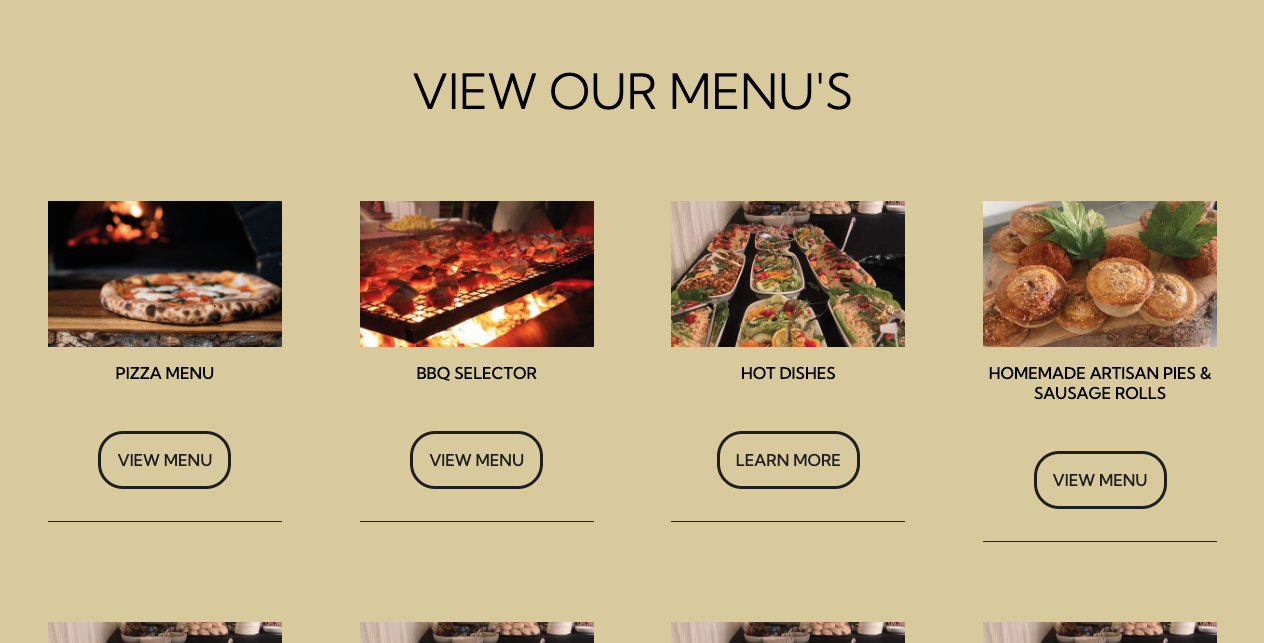 VIEW OUR MENU'S
PIZZA MENU
VIEW MENU
BBQ SELECTOR
VIEW MENU
HOT DISHES
LEARN MORE
HOMEMADE ARTISAN PIES &
SAUSAGE ROLLS
VIEW MENU